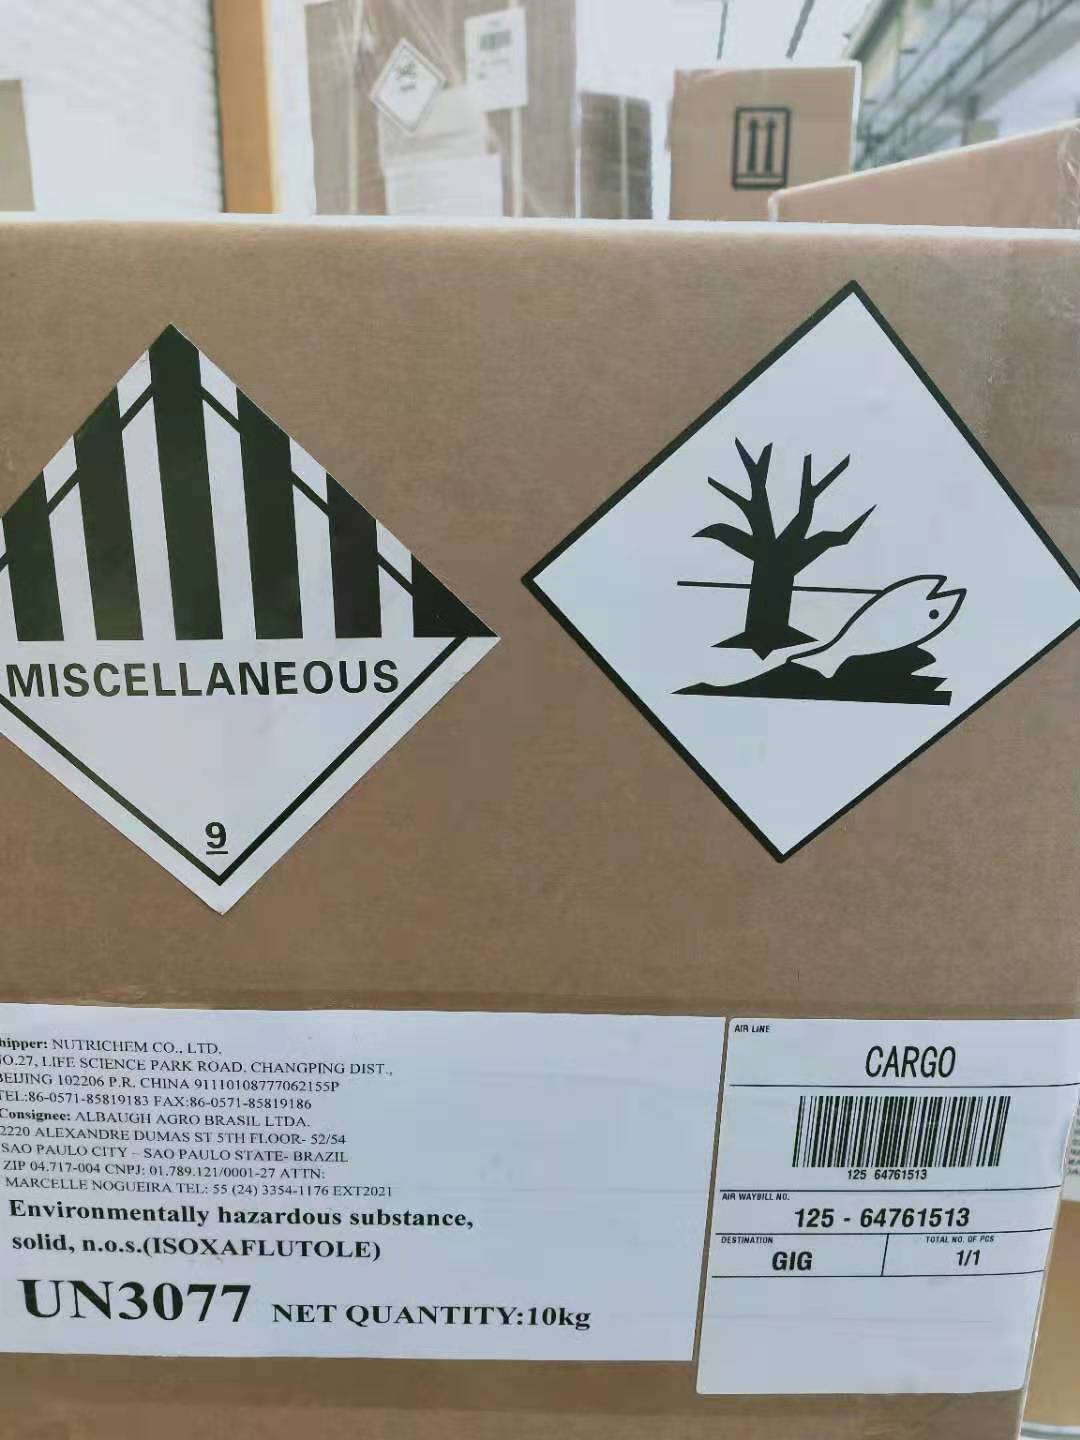 MISCELLANEOUS
9
hipper: NUTRICHEM CO., LTD.
NO.27, LIFE SCIENCE PARK ROAD, CHANGPING DIST.,
BEIJING 102206 P.R. CHINA 91110108777062155P
TEL:86-0571-85819183 FAX:86-0571-85819186
Consignee: ALBAUGH AGRO BRASIL LTDA.
2220 ALEXANDRE DUMAS ST 5TH FLOOR- 52/54
SAO PAULO CITY – SAO PAULO STATE- BRAZIL
ZIP 04.717-004 CNPJ: 01.789.121/0001-27 ATTN:
MARCELLE NOGUEIRA TEL: 55 (24) 3354-1176 EXT2021
Environmentally hazardous substance,
solid, n.o.s.(ISOXAFLUTOLE)
UN3077 NET QUANTITY:10kg
AIR LINE
CARGO
125 64761513
AIR WAYBILL NO.
125 - 64761513
DESTINATION
GIG
TOTAL NO. OF PCS
1/1